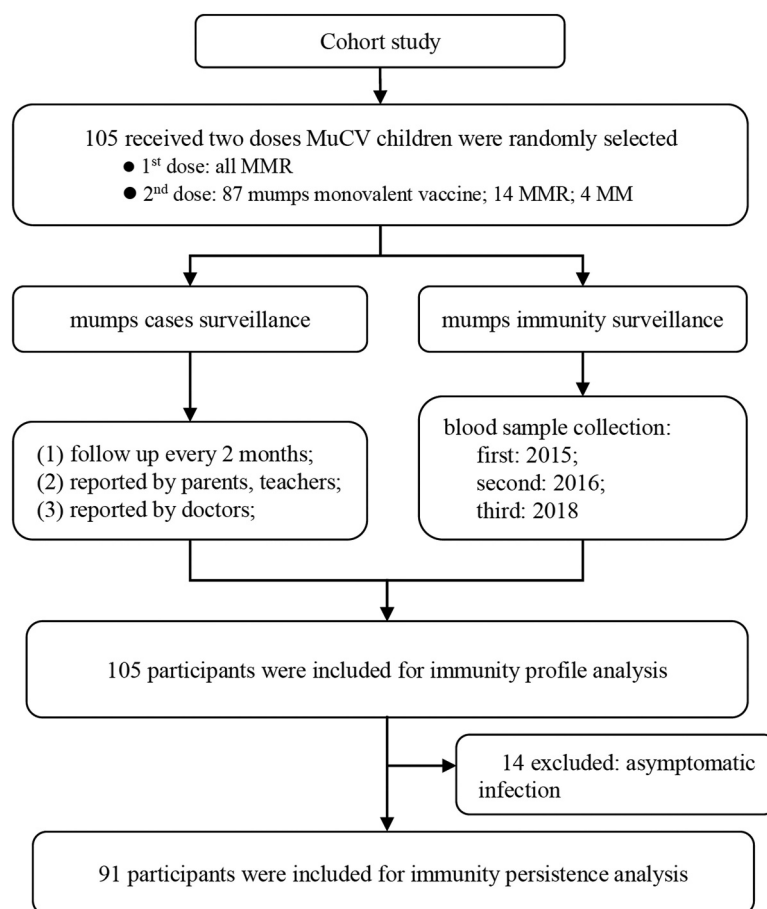 Cohort study
105 received two doses MuCV children were randomly selected
● 1st dose: all MMR
● 2nd dose: 87 mumps monovalent vaccine; 14 MMR; 4 MM
mumps cases surveillance
mumps immunity surveillance
(1) follow up every 2 months;
(2) reported by parents, teachers;
(3) reported by doctors;
blood sample collection:
first: 2015;
second: 2016;
third: 2018
105 participants were included for immunity profile analysis
14 excluded: asymptomatic
infection
91 participants were included for immunity persistence analysis